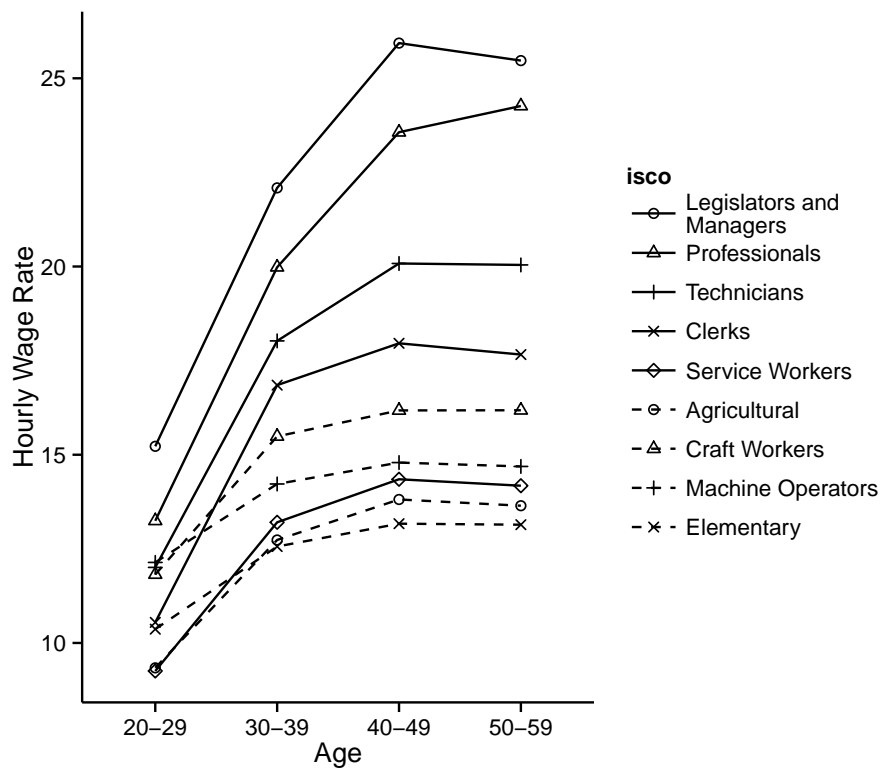 25
20
15
10
Hourly Wage Rate
20–29
30–39
40–49
50–59
Age
isco
Legislators and
Managers
Professionals
Technicians
Clerks
Service Workers
Agricultural
Craft Workers
Machine Operators
Elementary